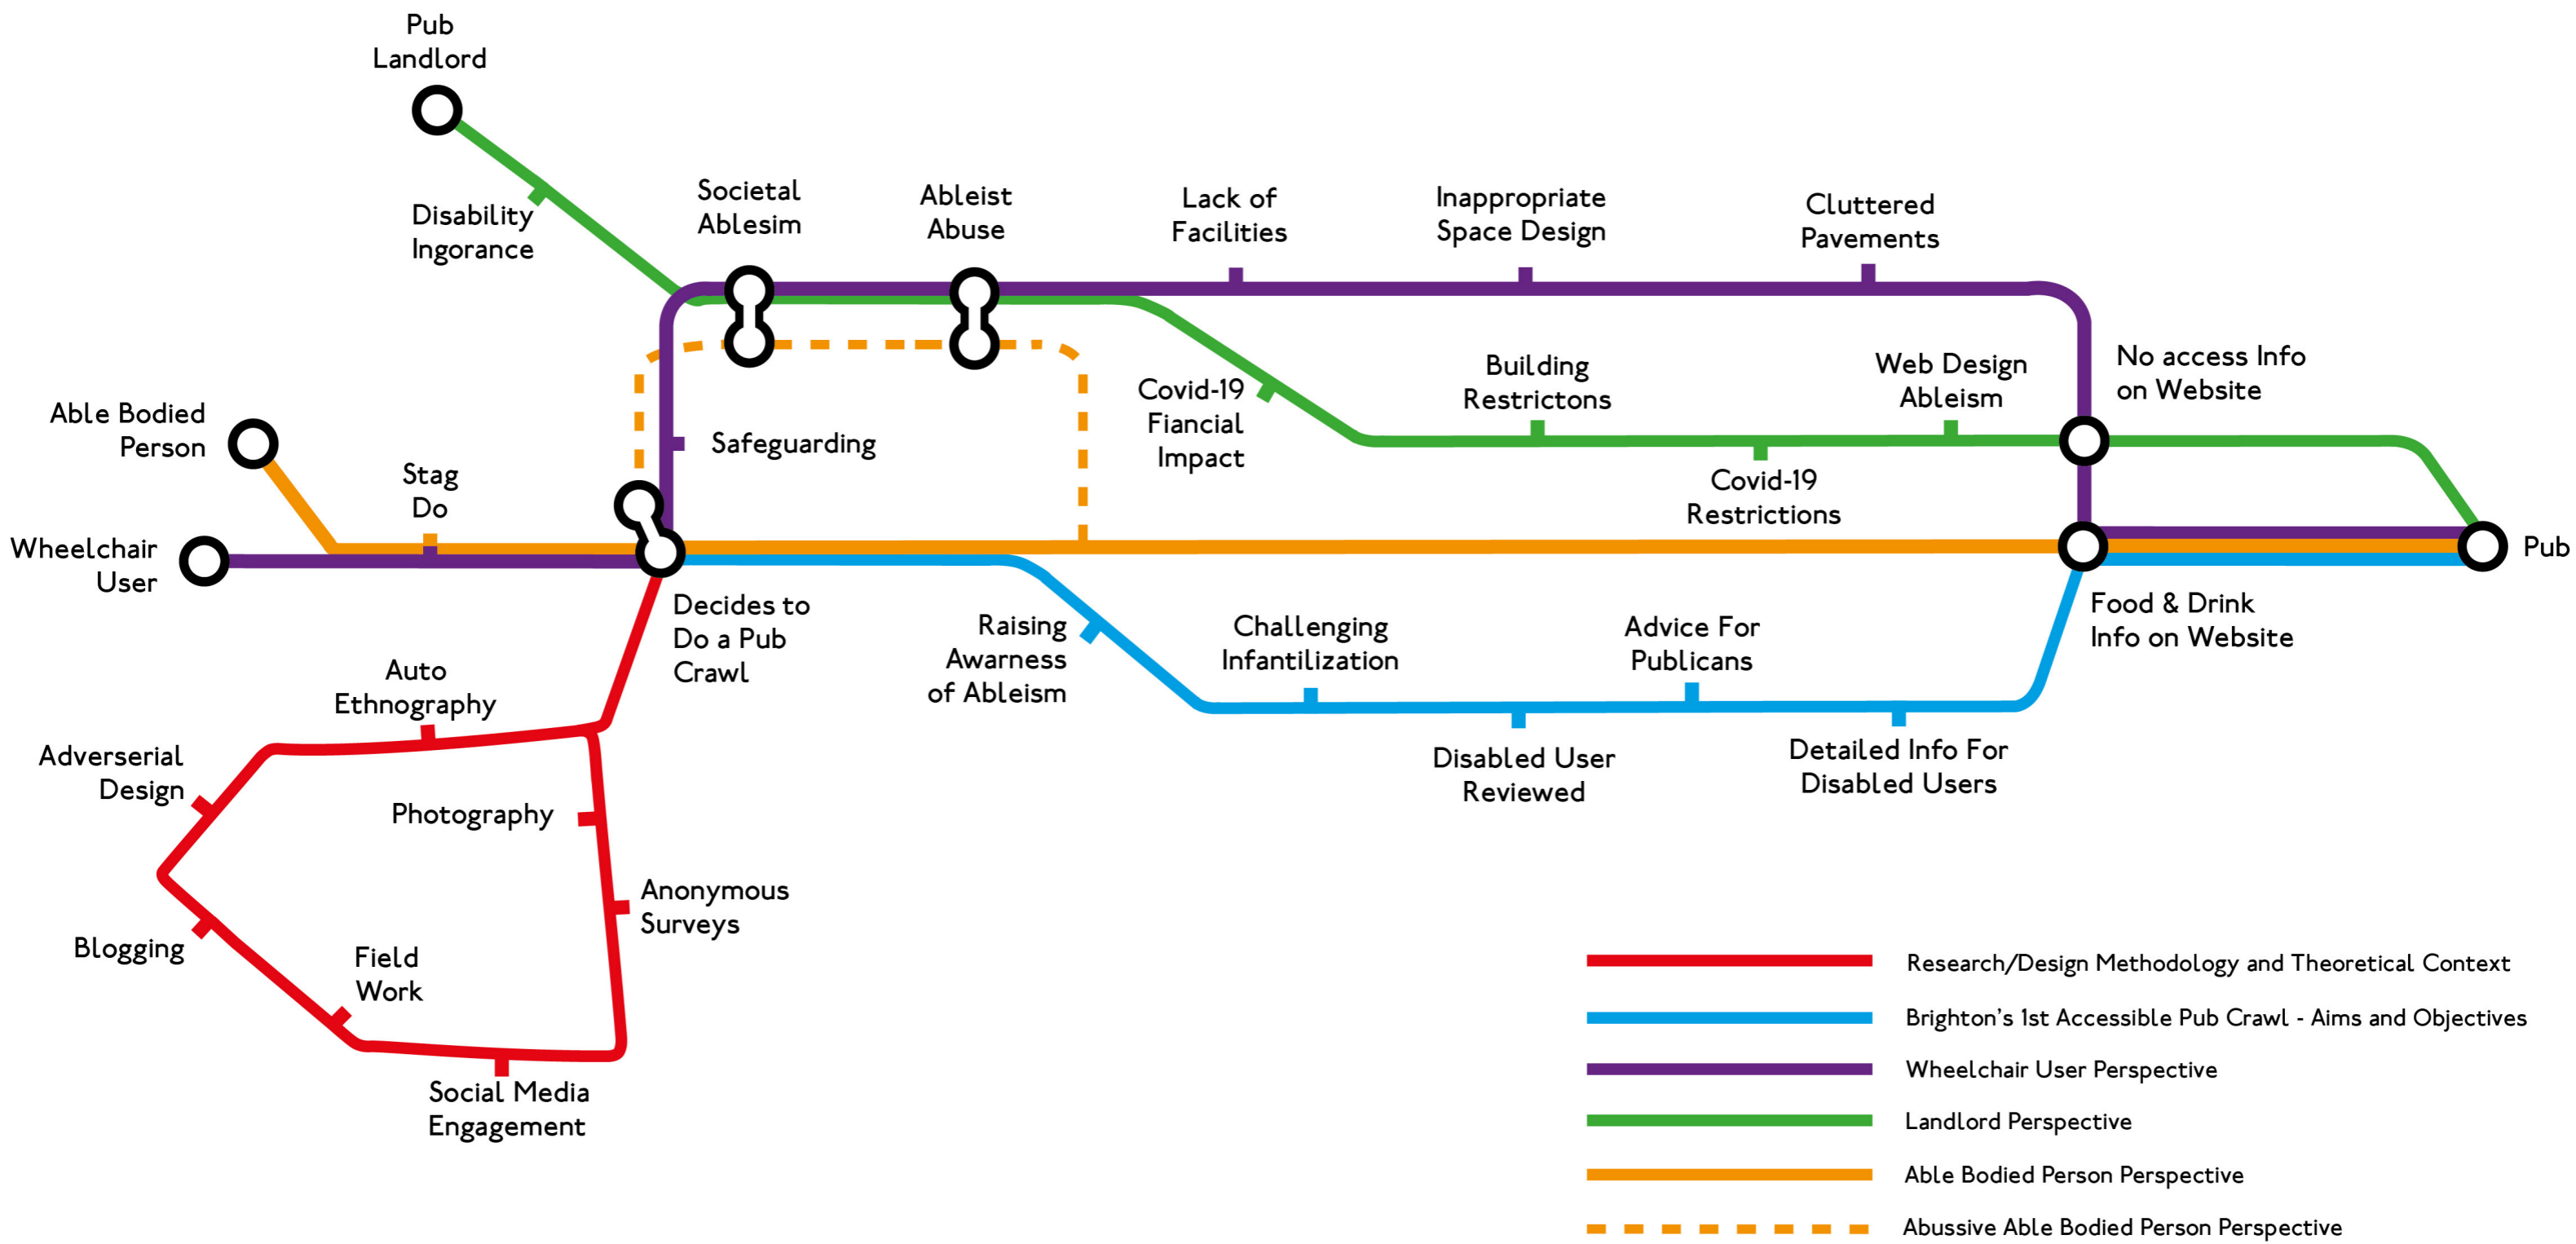 Pub
Landlord
Disability
Ingorance
Societal
Ablesim
Ableist
Abuse
Lack of
Facilities
Inappropriate
Space Design
Cluttered
Pavements
Covid-19
Fiancial
Impact
Building
Restrictons
Covid-19
Restrictions
Web Design
Ableism
No access Info
on Website
Able Bodied
Person
Stag
Do
Safeguarding
Wheelchair
User
Pub
Decides to
Do a Pub
Crawl
Raising
Awarness
of Ableism
Challenging
Infantilization
Disabled User
Reviewed
Advice For
Publicans
Detailed Info For
Disabled Users
Food & Drink
Info on Website
Auto
Ethnography
Adverserial
Design
Photography
Anonymous
Surveys
Blogging
Field
Work
Social Media
Engagement
Research/Design Methodology and Theoretical Context
Brighton's 1st Accessible Pub Crawl - Aims and Objectives
Wheelchair User Perspective
Landlord Perspective
Able Bodied Person Perspective
Abussive Able Bodied Person Perspective